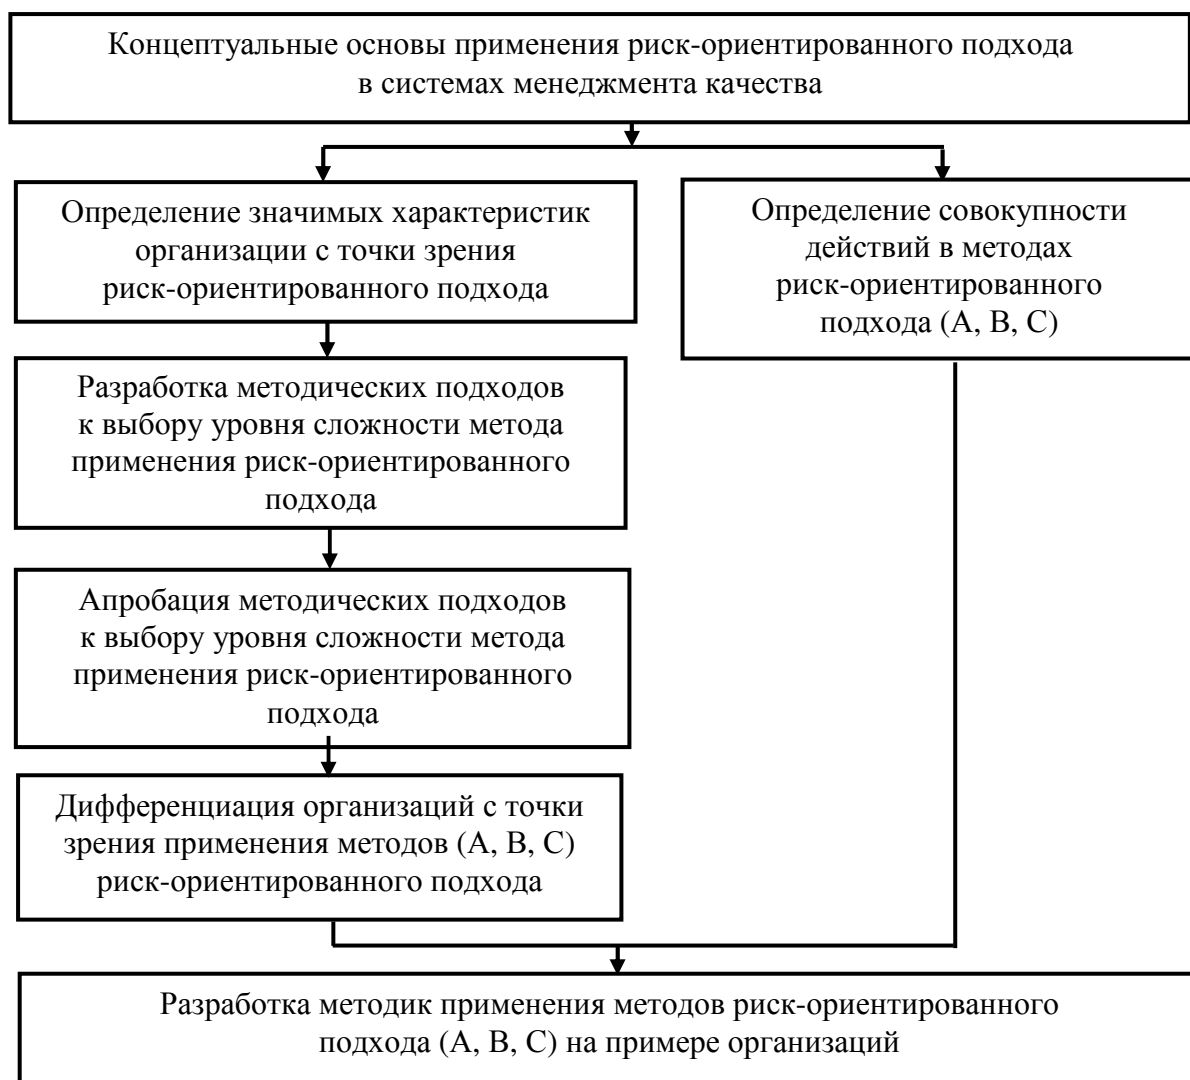 Концептуальные основы применения риск-ориентированного подхода
в системах менеджмента качества
Определение значимых характеристик
организации с точки зрения
риск-ориентированного подхода
Определение совокупности
действий в методах
риск-ориентированного
подхода (A, B, C)
Разработка методических подходов
к выбору уровня сложности метода
применения риск-ориентированного
подхода
Апробация методических подходов
к выбору уровня сложности метода
применения риск-ориентированного
подхода
Дифференциация организаций с точки
зрения применения методов (A, B, C)
риск-ориентированного подхода
Разработка методик применения методов риск-ориентированного
подхода (A, B, C) на примере организаций